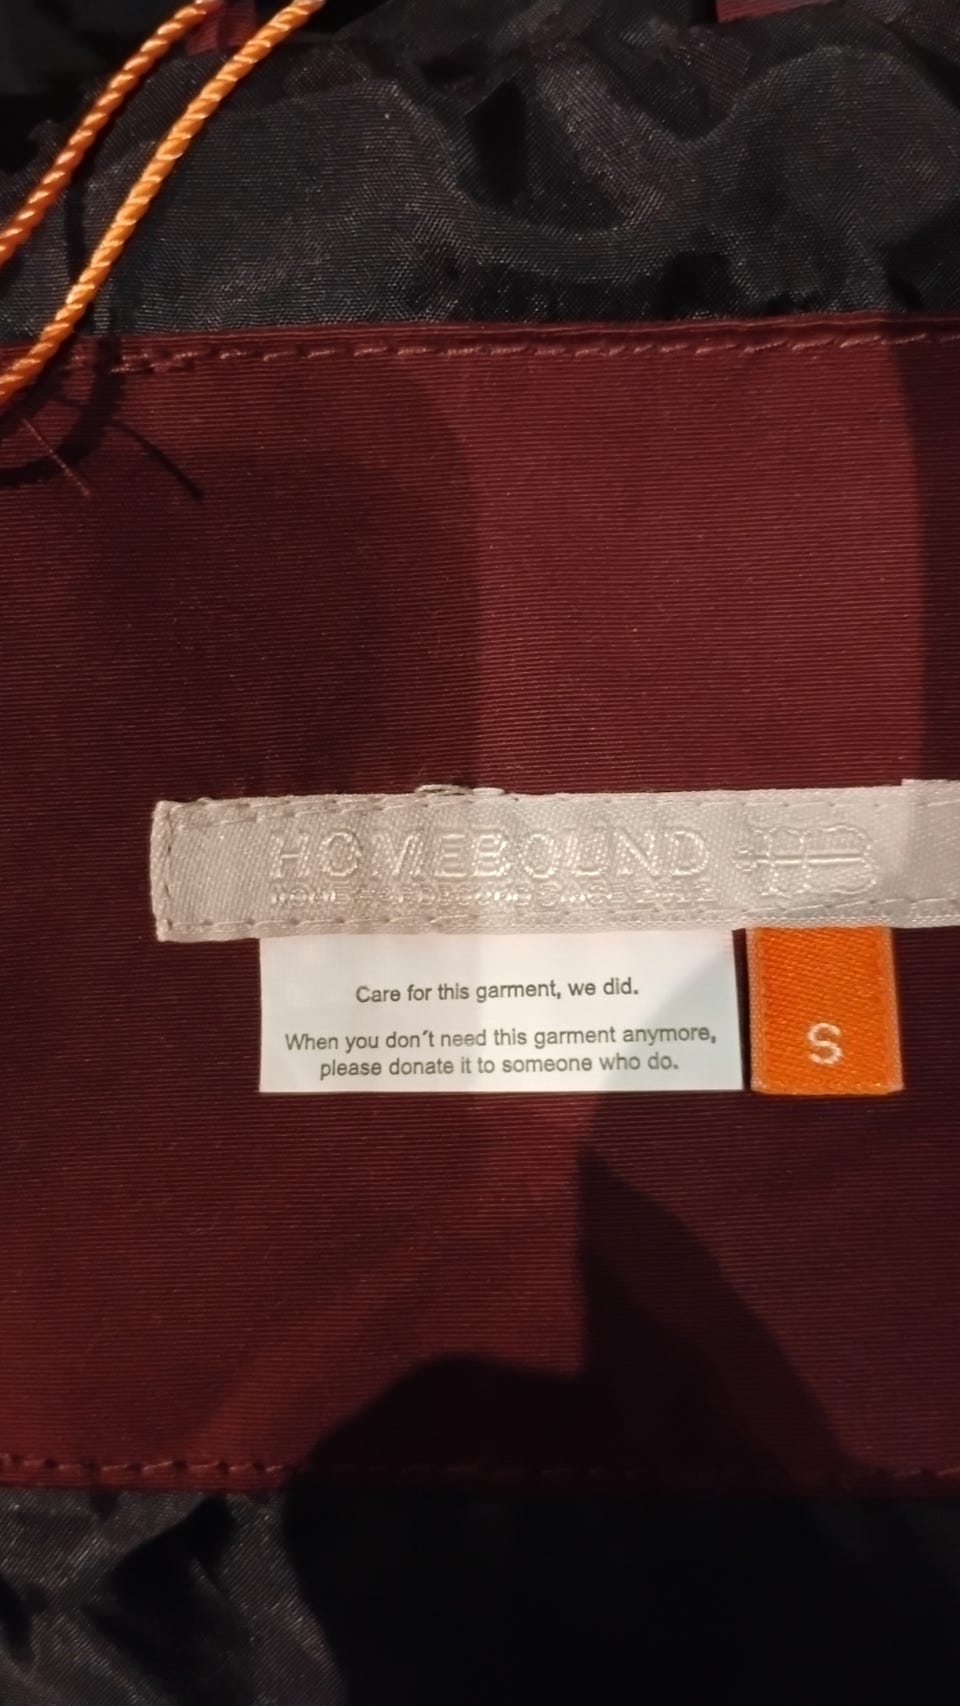 HOMEBOUND
Care for this garment, we did.
When you don´t need this garment anymore,
please donate it to someone who do.
S